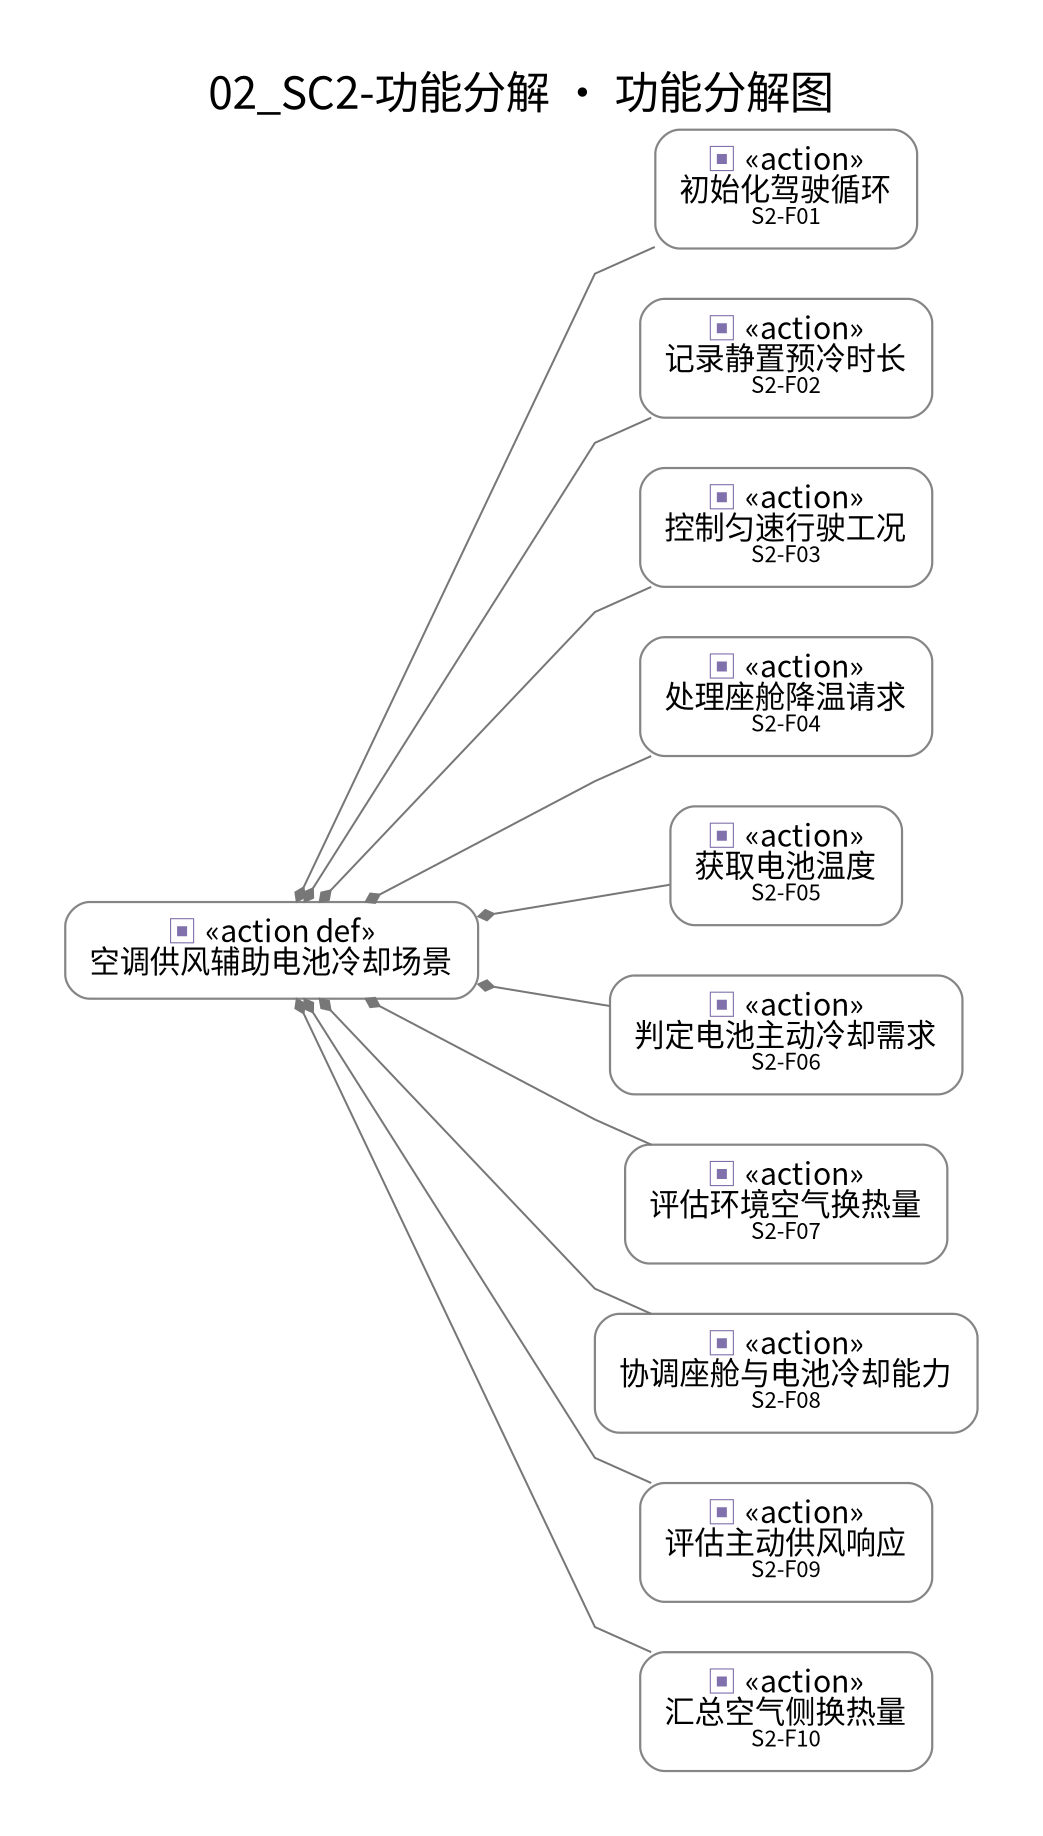 02_SC2-功能分解 · 功能分解图
«action»
初始化驾驶循环
S2-F01
«action»
记录静置预冷时长
S2-F02
«action»
控制匀速行驶工况
S2-F03
«action»
处理座舱降温请求
S2-F04
«action»
获取电池温度
S2-F05
«action def»
空调供风辅助电池冷却场景
«action»
判定电池主动冷却需求
S2-F06
«action»
评估环境空气换热量
S2-F07
«action»
协调座舱与电池冷却能力
S2-F08
«action»
评估主动供风响应
S2-F09
«action»
汇总空气侧换热量
S2-F10